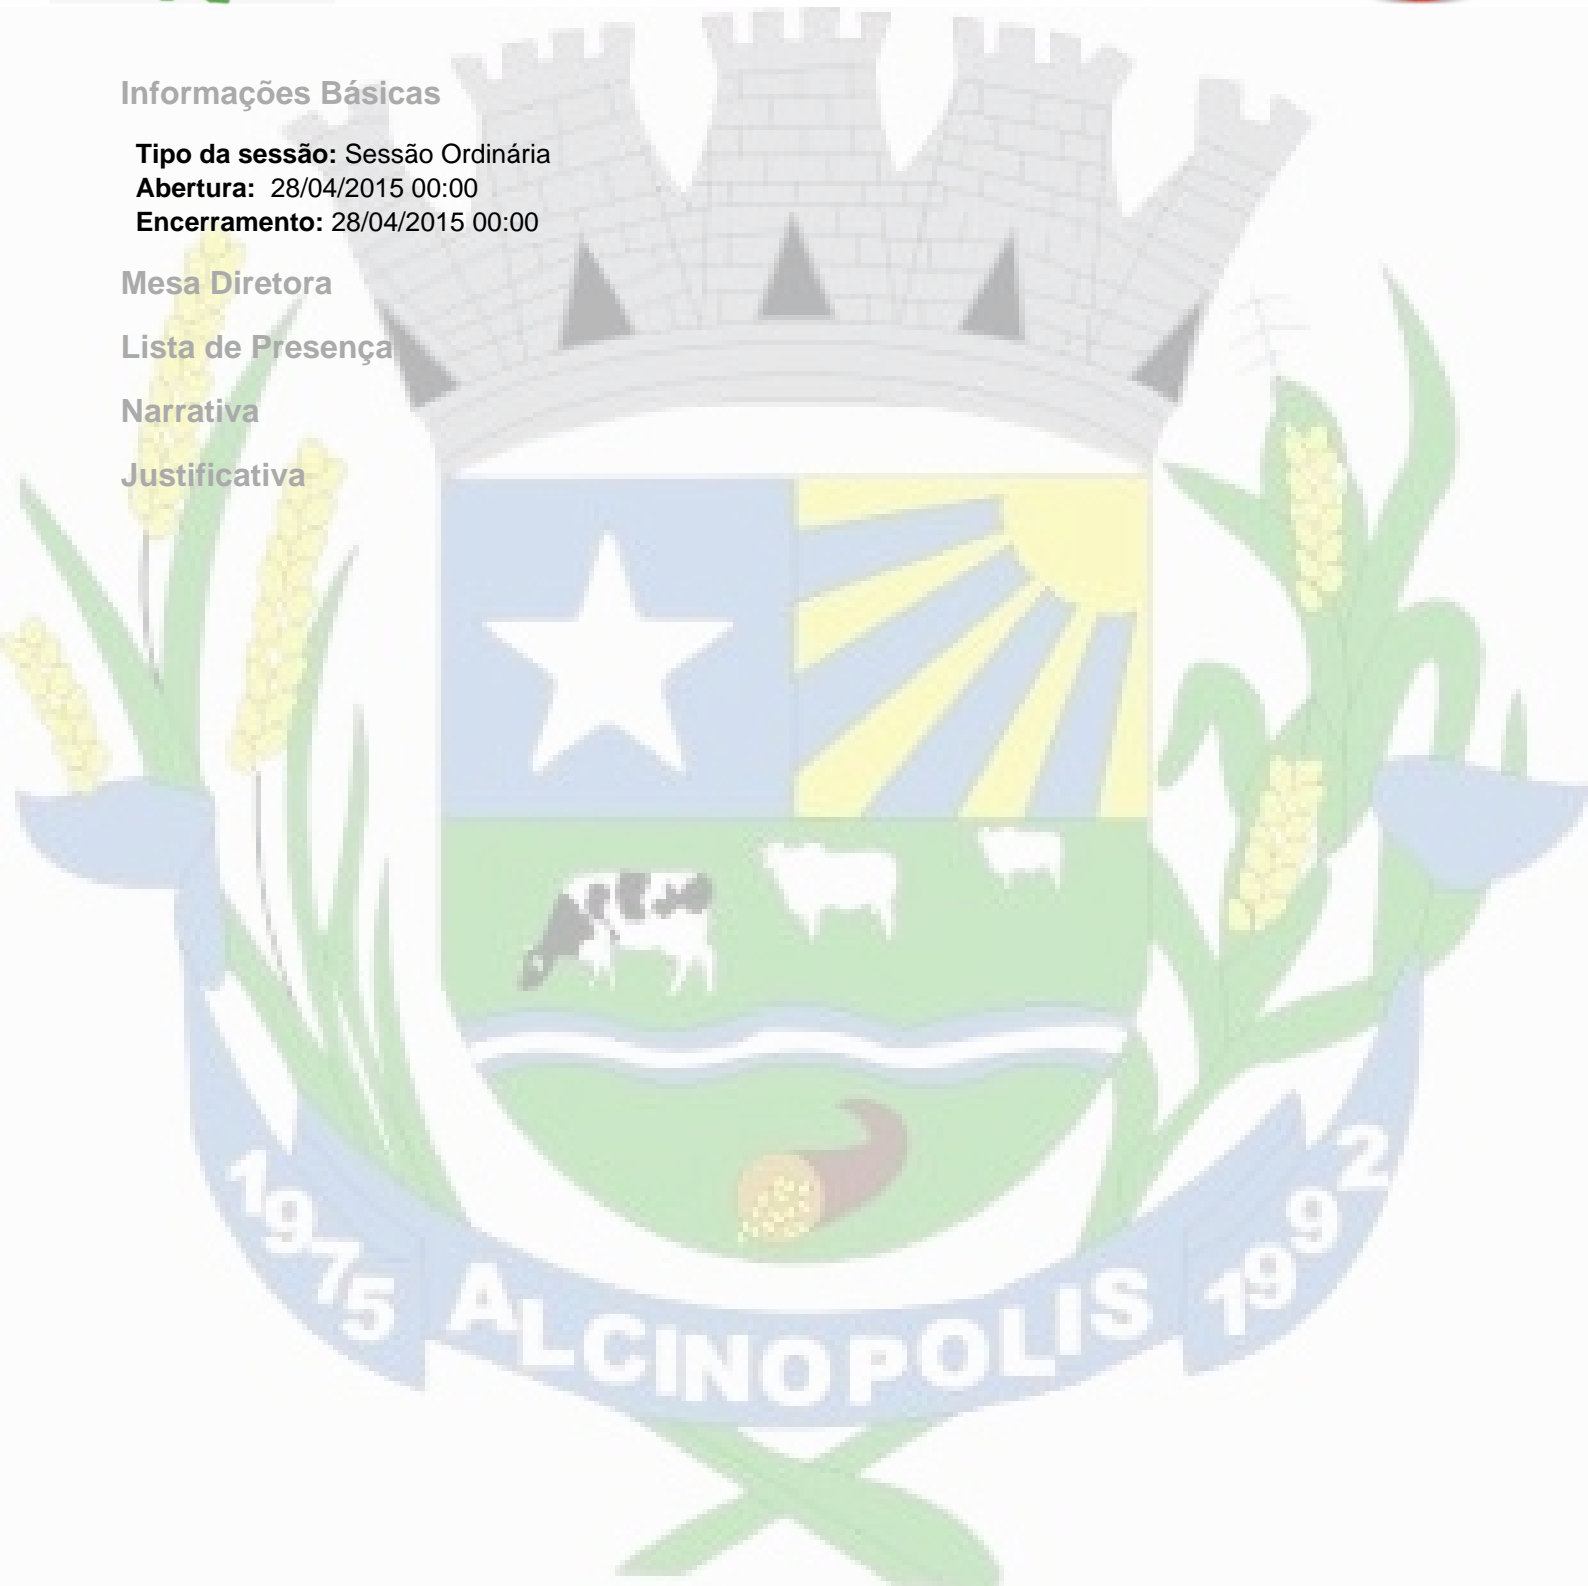 Informações Básicas
Tipo da sessão: Sessão Ordinária
Abertura: 28/04/2015 00:00
Encerramento: 28/04/2015 00:00
Mesa Diretora
Lista de Presença
Narrativa
Justificativa
1975 ALCINOPOLIS 1992